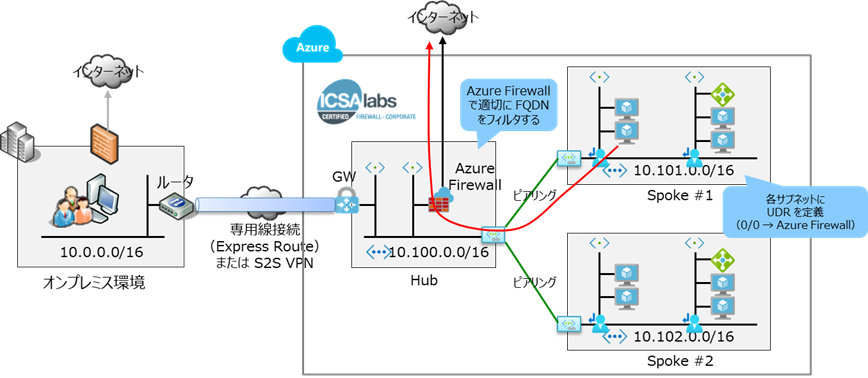 インターネット
Azure
インターネット
ICSAlabs
CERTIFIED
FIREWALL-CORPORATE
Azure Firewall
で適切に FQDN
をフィルタする
ルータ
GW
Azure
Firewall
10.101.0.0/16
Spoke #1
ピアリング
各サブネットに
UDR を定義
（0/0 → Azure Firewall）
専用線接続
（Express Route）
または S2S VPN
10.0.0.0/16
オンプレミス環境
10.100.0.0/16
Hub
ピアリング
10.102.0.0/16
Spoke #2